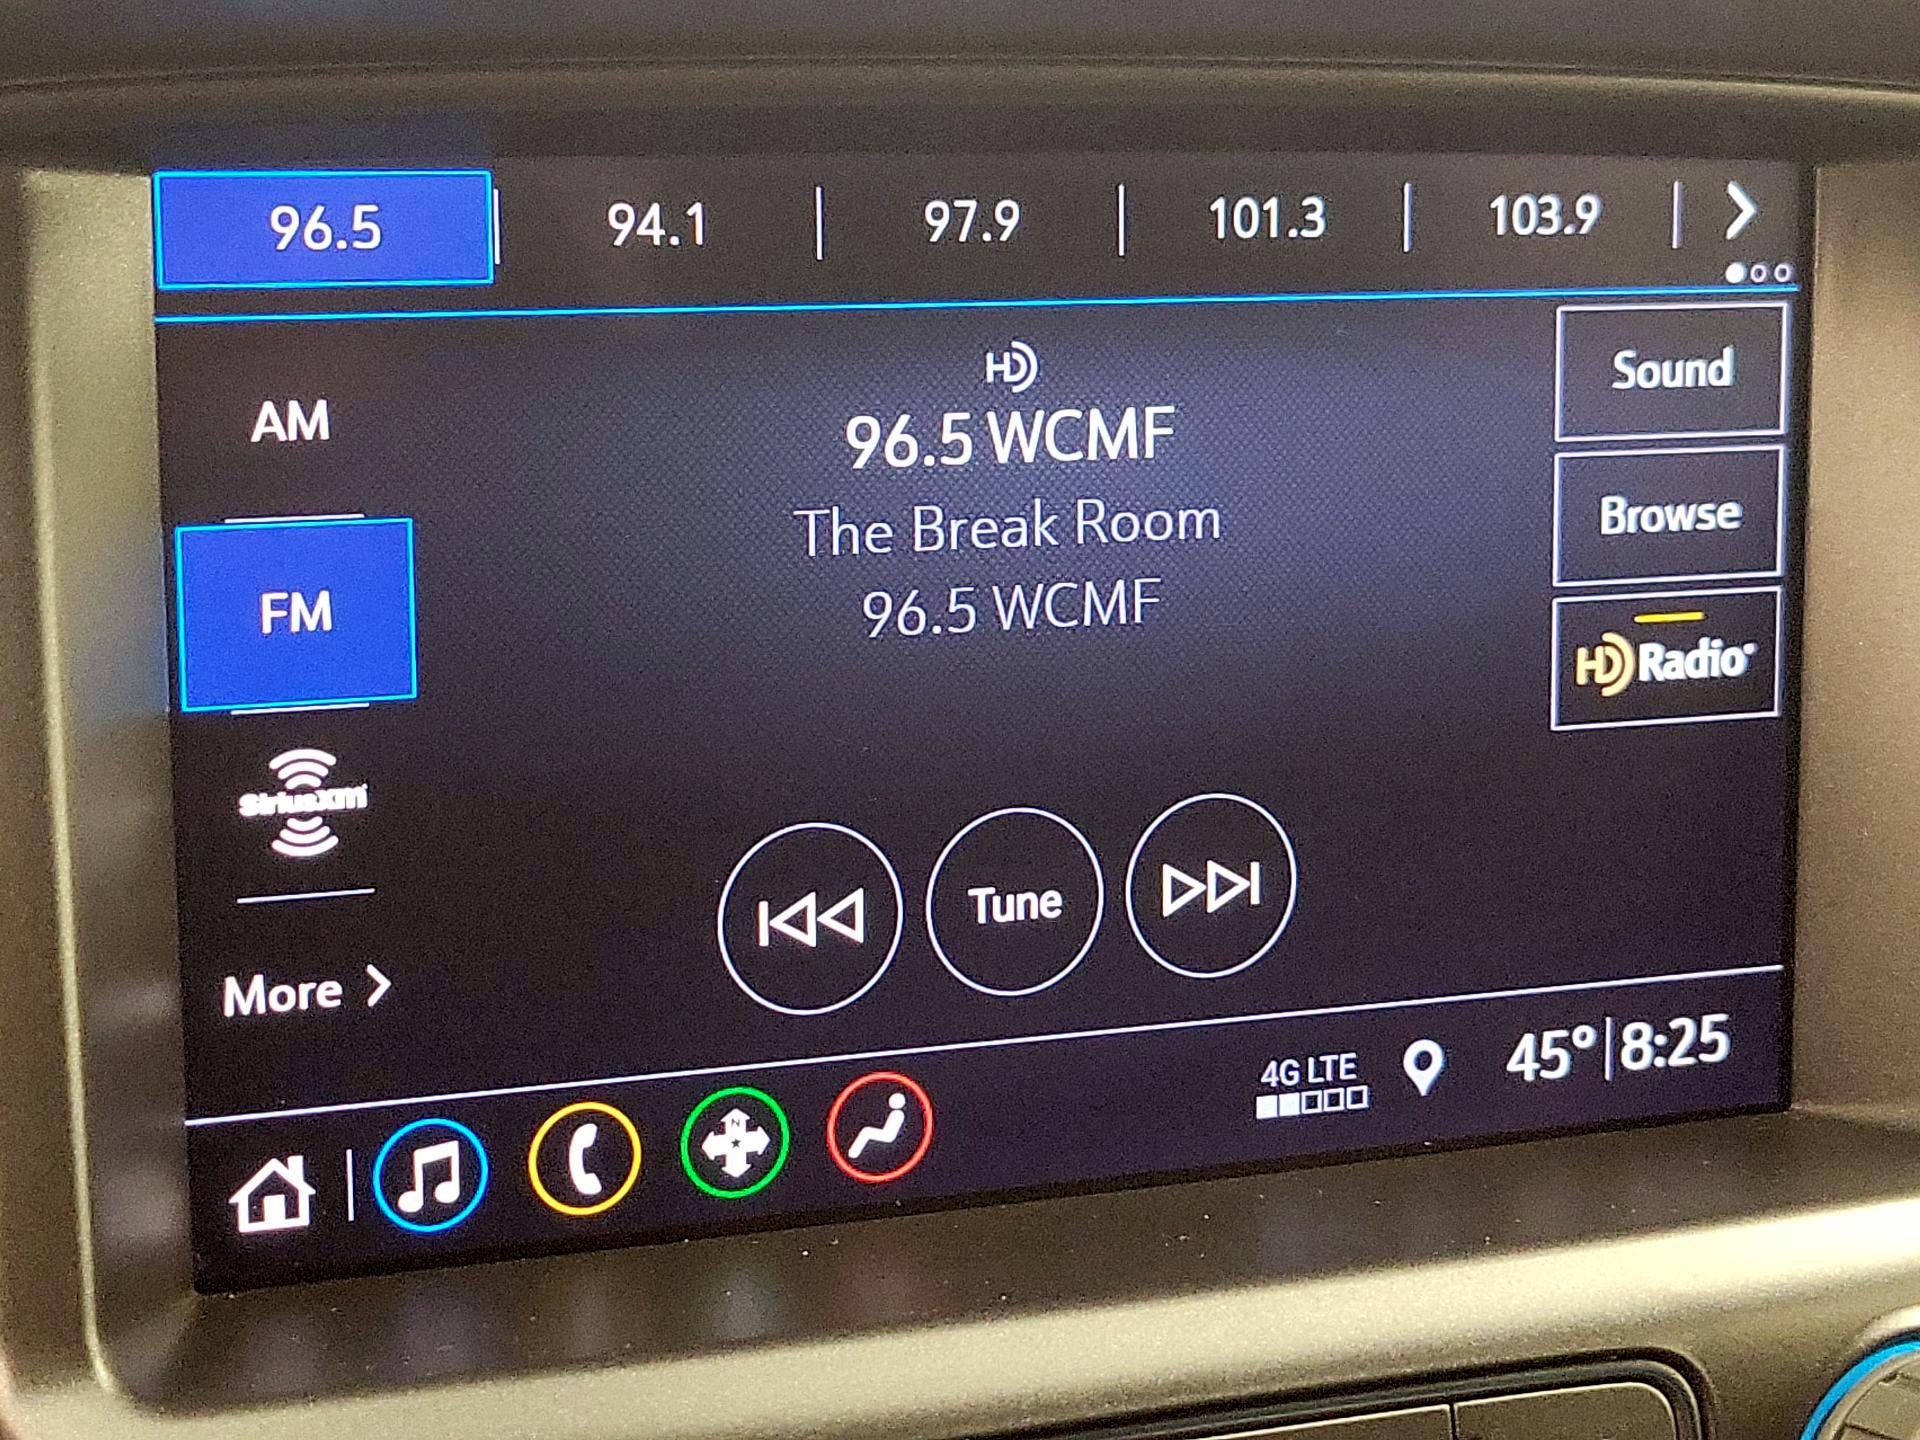 96.5 | 94.1 | 97.9 | 101.3 | 103.9
AM
FM
SiriusXM
More
HD
96.5 WCMF
The Break Room
96.5 WCMF
Tune
Sound
Browse
HD Radio
4G LTE
45° | 8:25
N